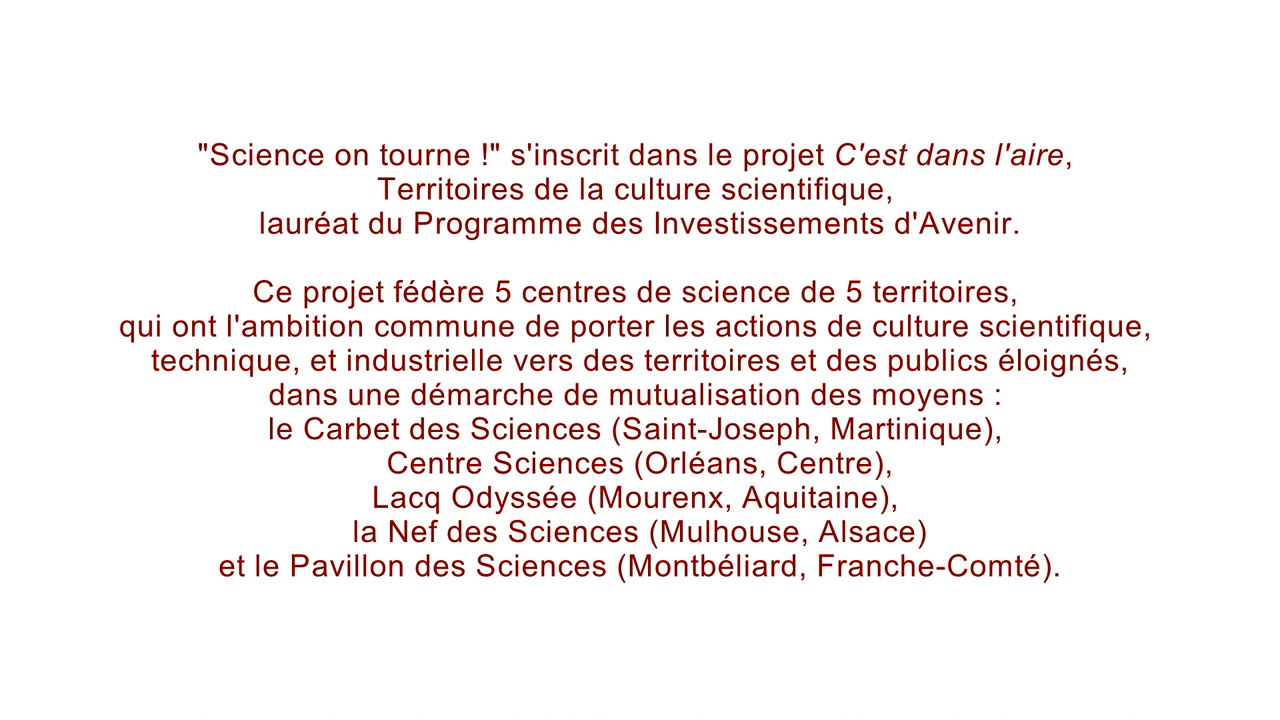 "Science on tourne !" s'inscrit dans le projet C'est dans l'aire,
Territoires de la culture scientifique,
lauréat du Programme des Investissements d'Avenir.
Ce projet fédère 5 centres de science de 5 territoires,
qui ont l'ambition commune de porter les actions de culture scientifique,
technique, et industrielle vers des territoires et des publics éloignés,
dans une démarche de mutualisation des moyens :
le Carbet des Sciences (Saint-Joseph, Martinique),
Centre Sciences (Orléans, Centre),
Lacq Odyssée (Mourenx, Aquitaine),
la Nef des Sciences (Mulhouse, Alsace)
et le Pavillon des Sciences (Montbéliard, Franche-Comté).